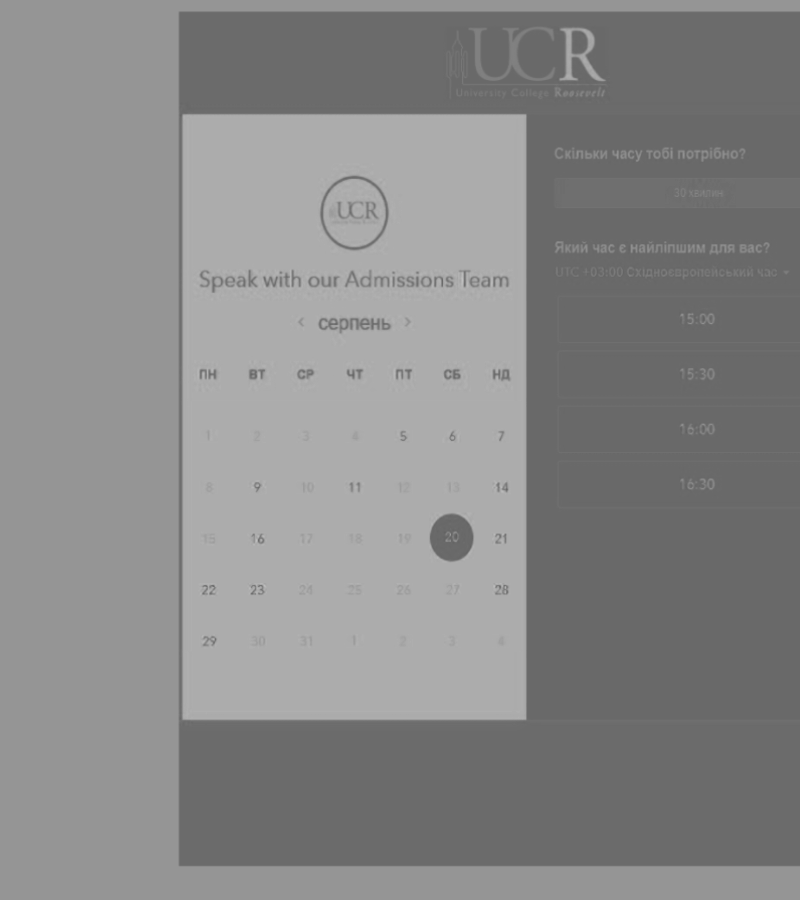 UCR
University College Roosevelt
UCR
Speak with our Admissions Team
< серпень >
ПН ВТ СР ЧТ ПТ СБ НД
1 2 3 4 5 6 7
8 9 10 11 12 13 14
15 16 17 18 19 20 21
22 23 24 25 26 27 28
29 30 31 1 2 3 4
Скільки часу тобі потрібно?
30 хвилин
Який час є найліпшим для вас?
UTC +03:00 Східноєвропейський час
15:00
15:30
16:00
16:30